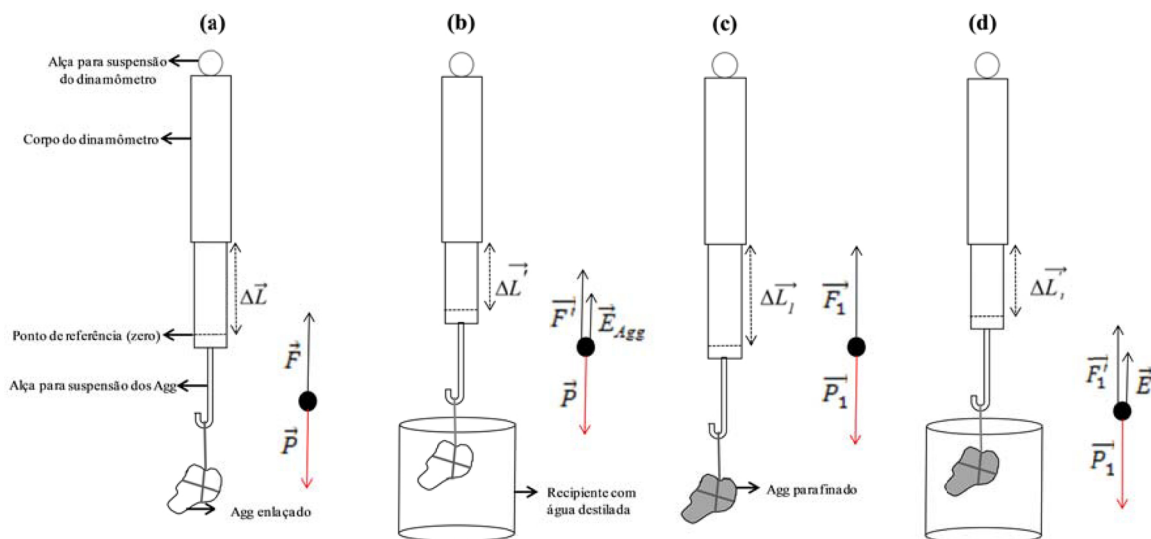 (a)
(b)
(c)
(d)
Alça para suspensão
do dinamômetro
Corpo do dinamômetro
ΔL⃗
ΔL⃗'
ΔL₁⃗
ΔL₁⃗'
Ponto de referência (zero)
Alça para suspensão dos Agg
F⃗
P⃗
F'⃗
E⃗Agg
P⃗
F₁⃗
P₁⃗
F₁'⃗
E⃗
P₁⃗
Agg enlaçado
Recipiente com
água destilada
Agg parafinado